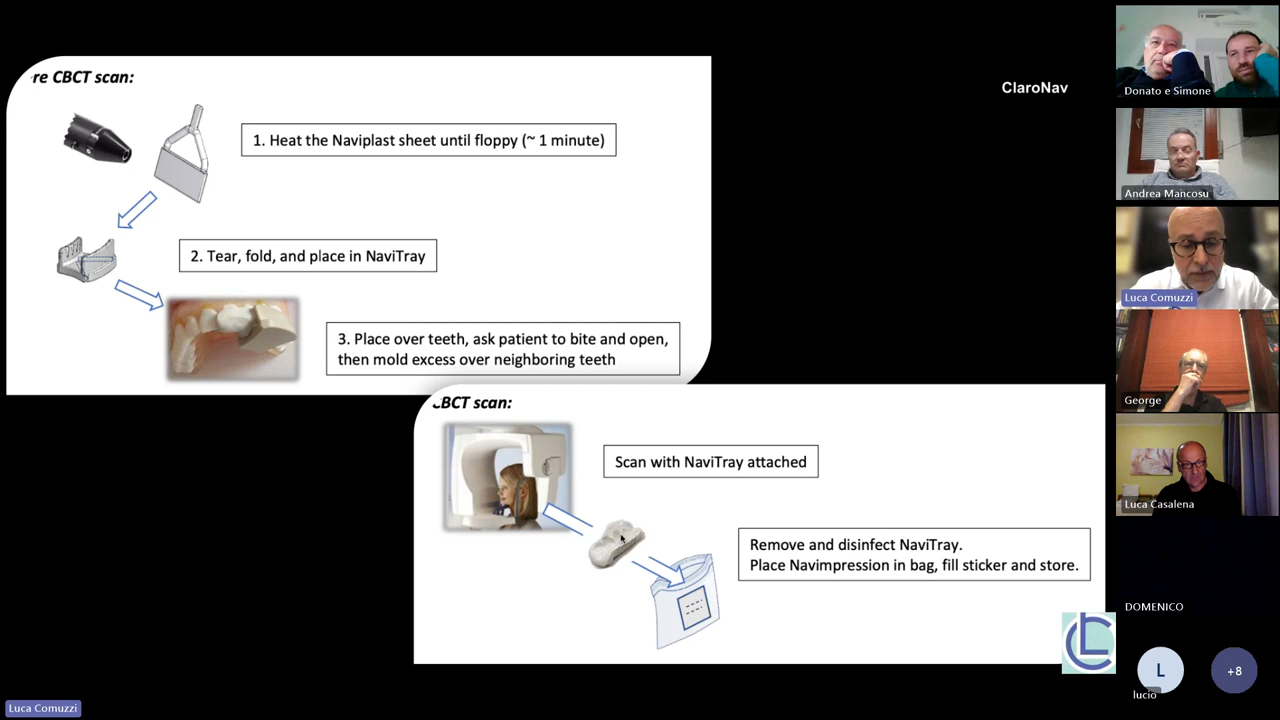 re CBCT scan:
1. Heat the Naviplast sheet until floppy (~ 1 minute)
2. Tear, fold, and place in NaviTray
3. Place over teeth, ask patient to bite and open,
then mold excess over neighboring teeth
CBCT scan:
Scan with NaviTray attached
Remove and disinfect NaviTray.
Place Navimpression in bag, fill sticker and store.
ClaroNav
Donato e Simone
Andrea Mancosu
Luca Comuzzi
George
Luca Casalena
DOMENICO
L
+8
lucio
Luca Comuzzi